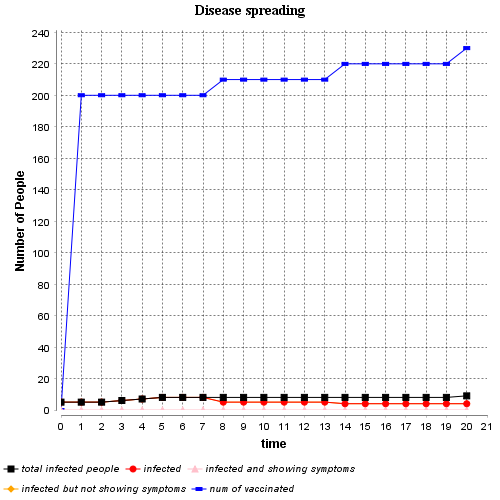 Disease spreading
240
220
200
180
160
140
120
100
80
60
40
20
0
Number of People
0 1 2 3 4 5 6 7 8 9 10 11 12 13 14 15 16 17 18 19 20 21
time
total infected people infected infected and showing symptoms
infected but not showing symptoms num of vaccinated